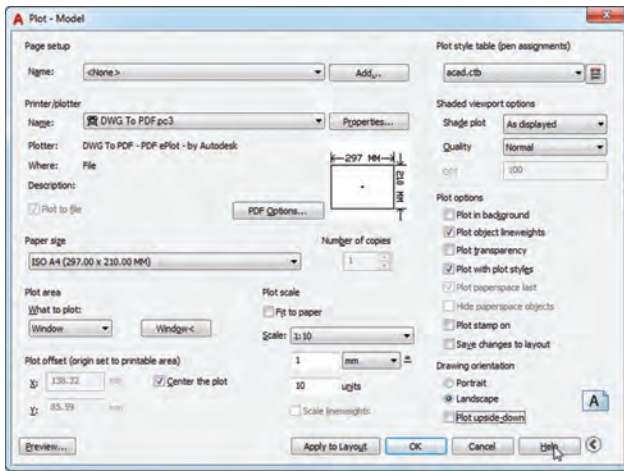 Plot - Model
Page setup
Name: <None> Add...
Printer/plotter
Name: DWG To PDF.pc3 Properties...
Plotter: DWG To PDF - PDF ePlot - by Autodesk
Where: File
Description:
Plot to file
PDF Options...
297 MM
210 MM
Paper size
ISO A4 (297.00 x 210.00 MM)
Number of copies
1
Plot area
What to plot:
Window Window<
Plot offset (origin set to printable area)
X: 138.32 mm Center the plot
Y: 85.59 mm
Plot scale
Fit to paper
Scale: 1:10
1 mm =
10 units
Scale lineweights
Plot style table (pen assignments)
acad.ctb
Shaded viewport options
Shade plot As displayed
Quality Normal
DPI 100
Plot options
Plot in background
Plot object lineweights
Plot transparency
Plot with plot styles
Plot paperspace last
Hide paperspace objects
Plot stamp on
Save changes to layout
Drawing orientation
Portrait
Landscape
Plot upside-down
A
Preview... Apply to Layout OK Cancel Help